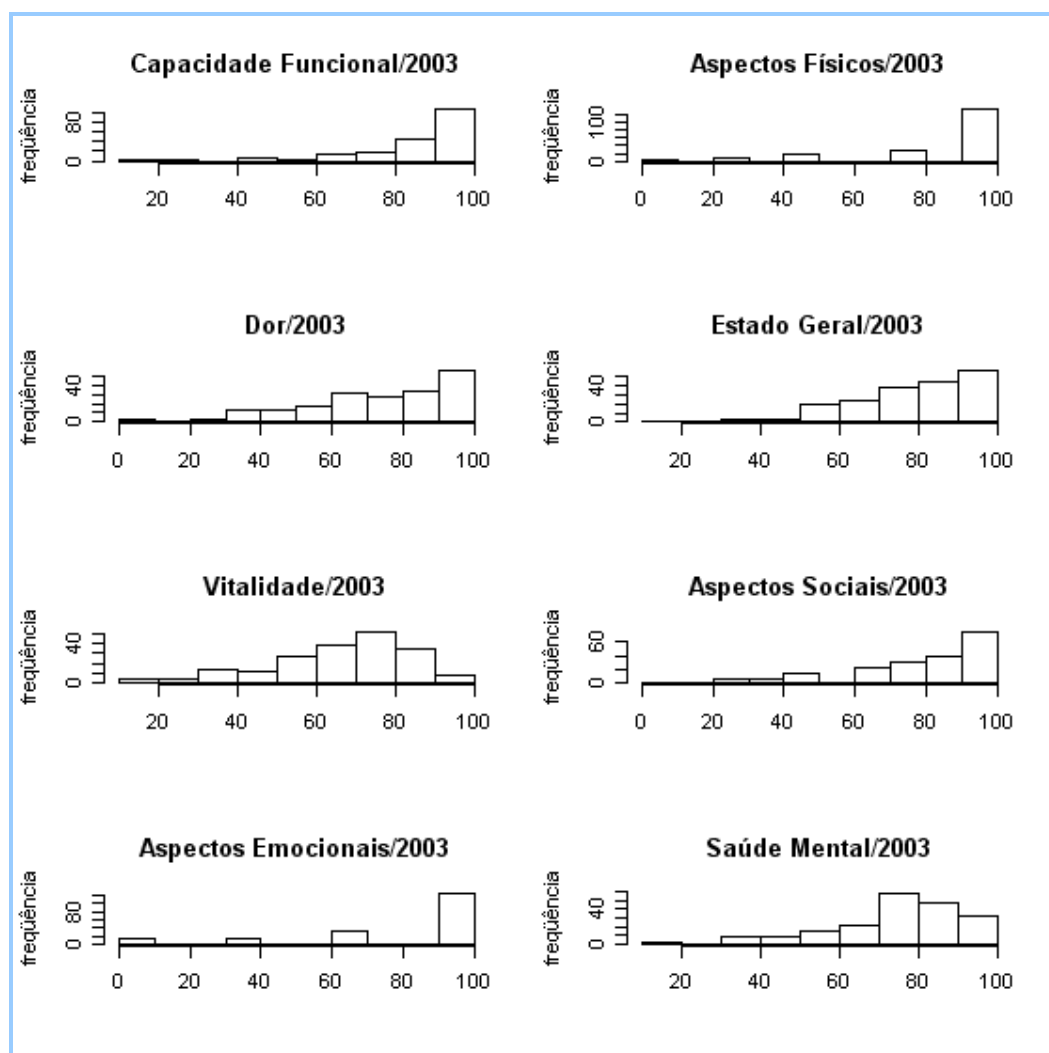 Capacidade Funcional/2003
freqüência
0 80
20 40 60 80 100
Aspectos Físicos/2003
freqüência
0 100
0 20 40 60 80 100
Dor/2003
freqüência
0 40
0 20 40 60 80 100
Estado Geral/2003
freqüência
0 40
20 40 60 80 100
Vitalidade/2003
freqüência
0 40
20 40 60 80 100
Aspectos Sociais/2003
freqüência
0 60
0 20 40 60 80 100
Aspectos Emocionais/2003
freqüência
0 80
0 20 40 60 80 100
Saúde Mental/2003
freqüência
0 40
20 40 60 80 100